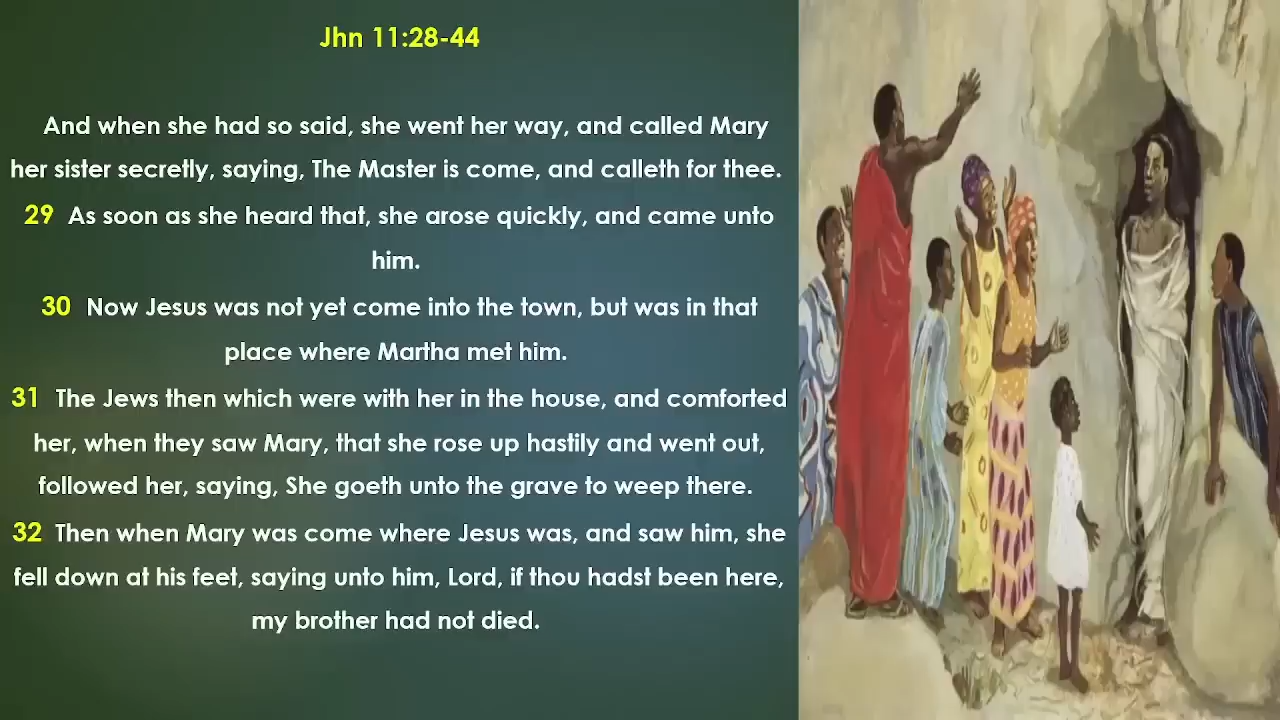 Jhn 11:28-44
And when she had so said, she went her way, and called Mary
her sister secretly, saying, The Master is come, and calleth for thee.
29 As soon as she heard that, she arose quickly, and came unto
him.
30 Now Jesus was not yet come into the town, but was in that
place where Martha met him.
31 The Jews then which were with her in the house, and comforted
her, when they saw Mary, that she rose up hastily and went out,
followed her, saying, She goeth unto the grave to weep there.
32 Then when Mary was come where Jesus was, and saw him, she
fell down at his feet, saying unto him, Lord, if thou hadst been here,
my brother had not died.